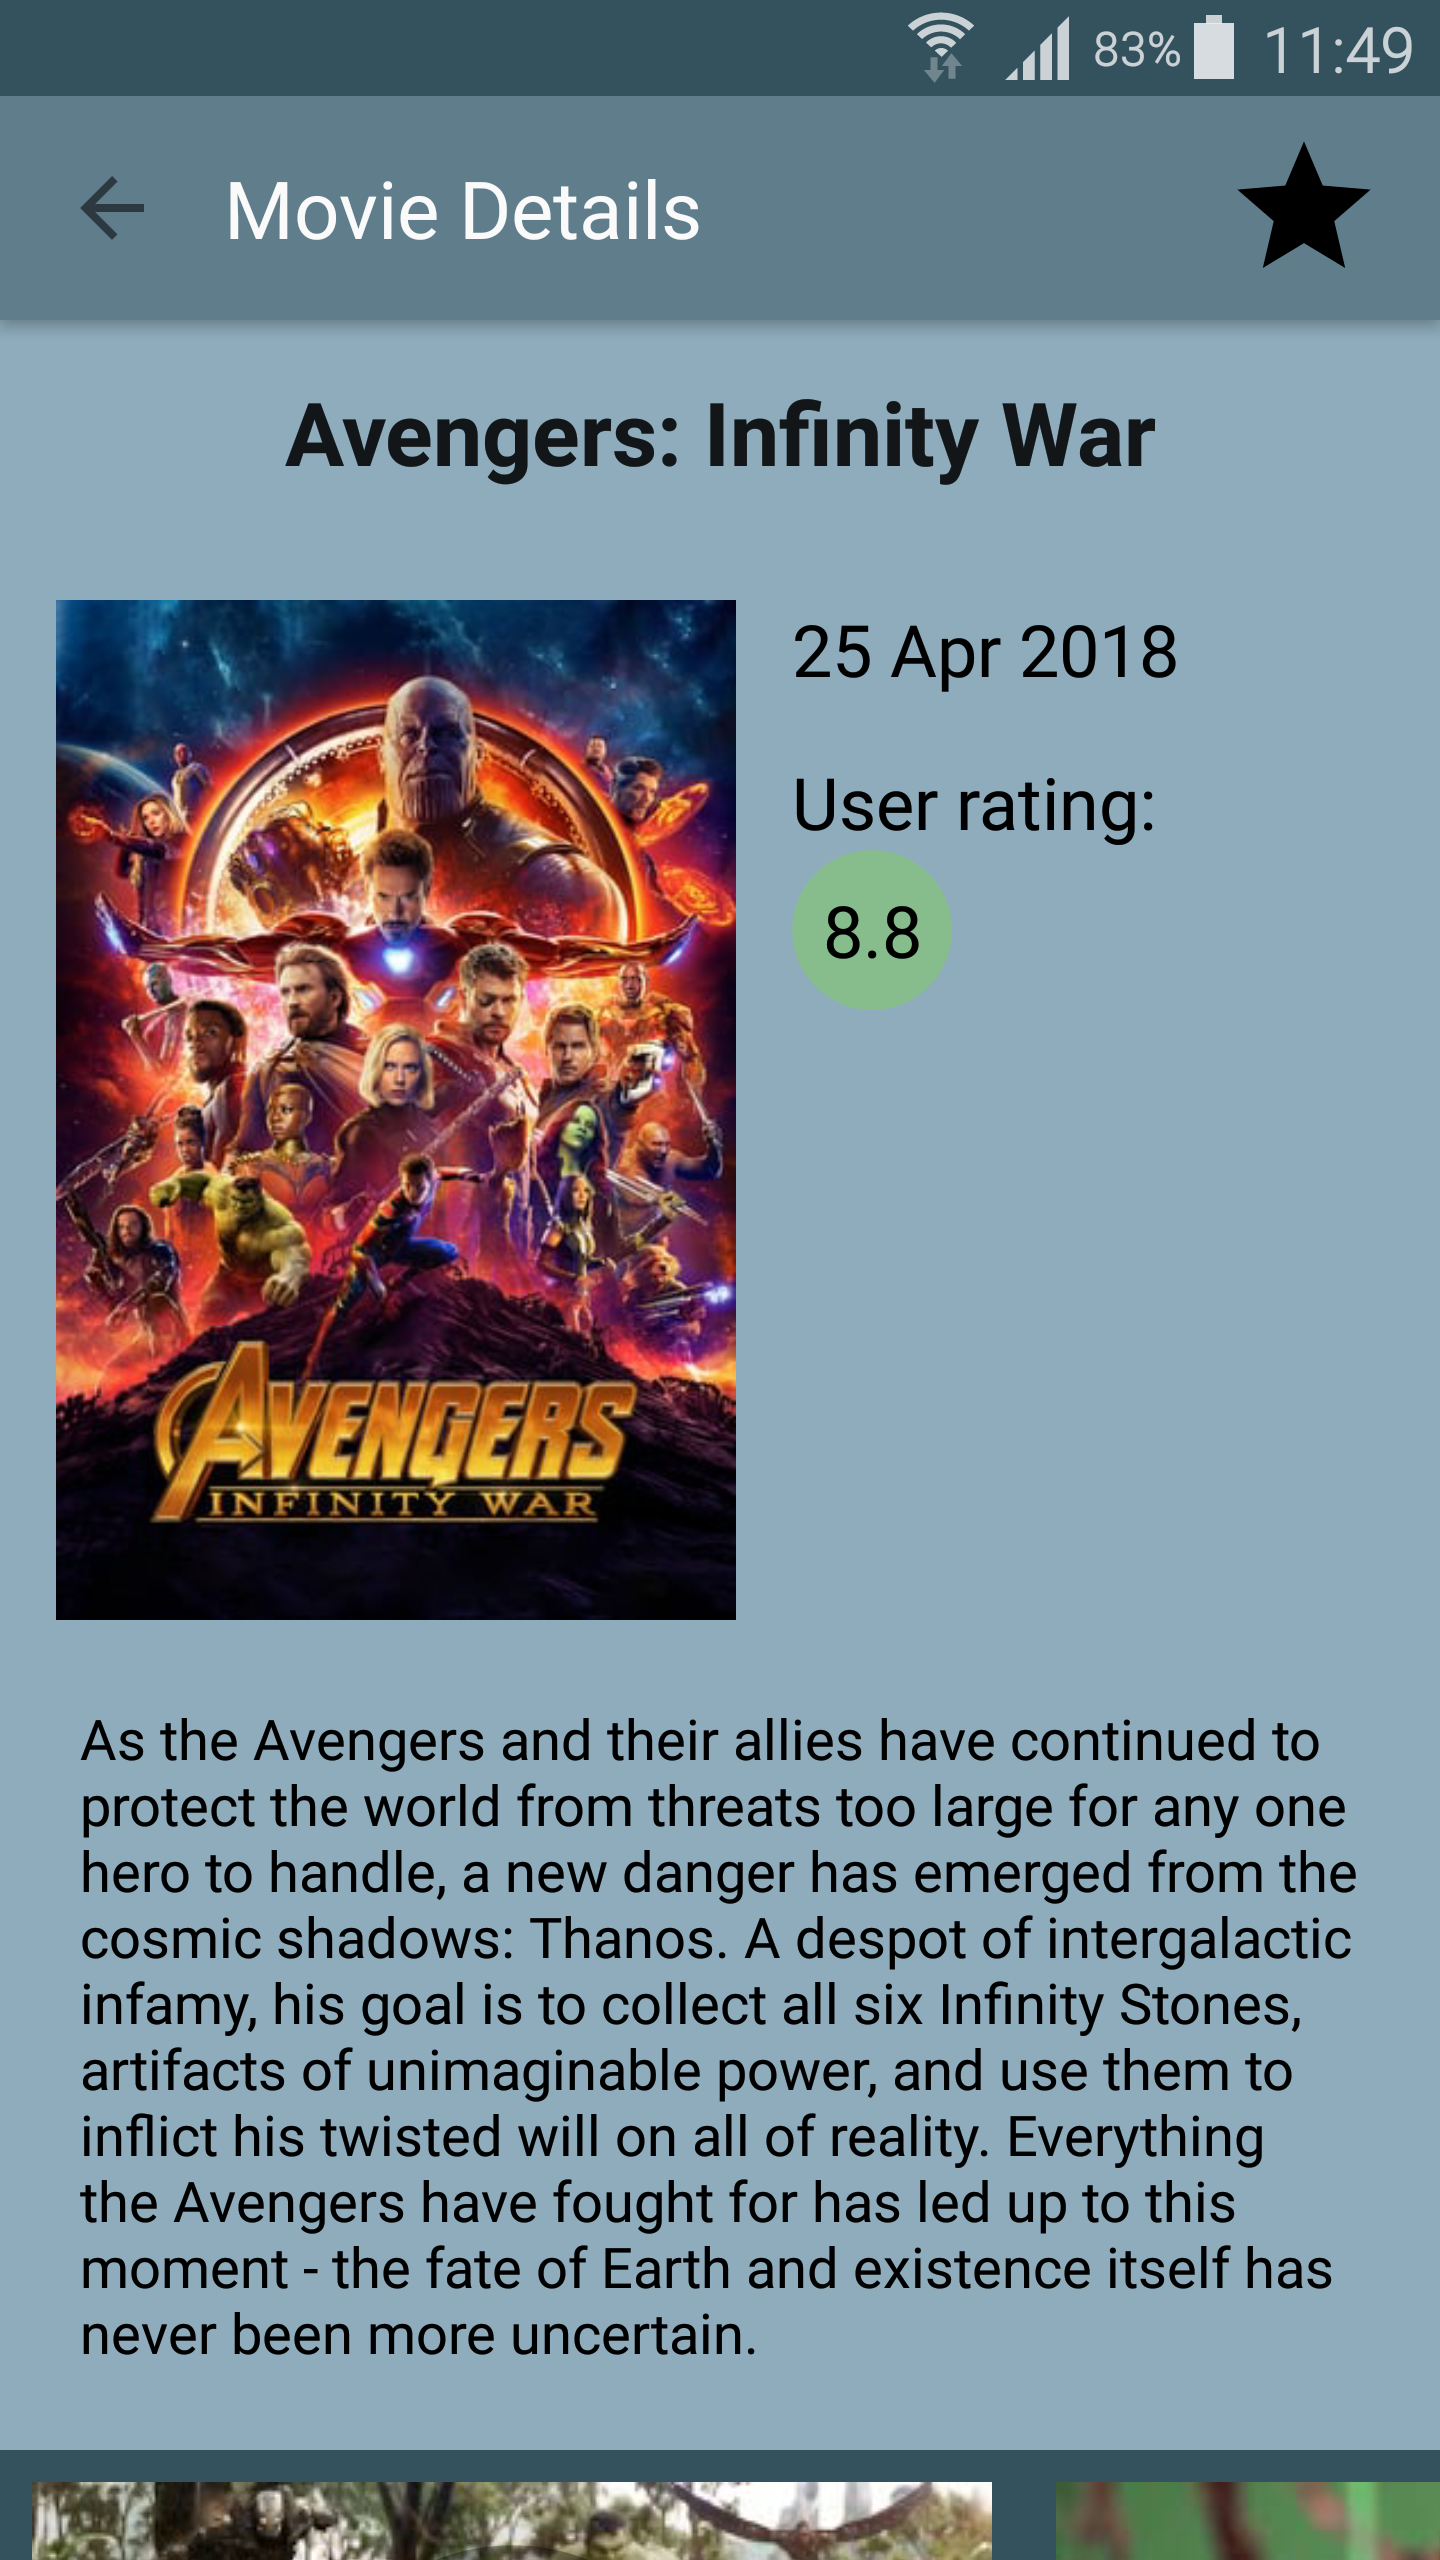 83% 11:49
Movie Details
Avengers: Infinity War
25 Apr 2018
User rating:
8.8
AVENGERS
INFINITY WAR
As the Avengers and their allies have continued to
protect the world from threats too large for any one
hero to handle, a new danger has emerged from the
cosmic shadows: Thanos. A despot of intergalactic
infamy, his goal is to collect all six Infinity Stones,
artifacts of unimaginable power, and use them to
inflict his twisted will on all of reality. Everything
the Avengers have fought for has led up to this
moment - the fate of Earth and existence itself has
never been more uncertain.